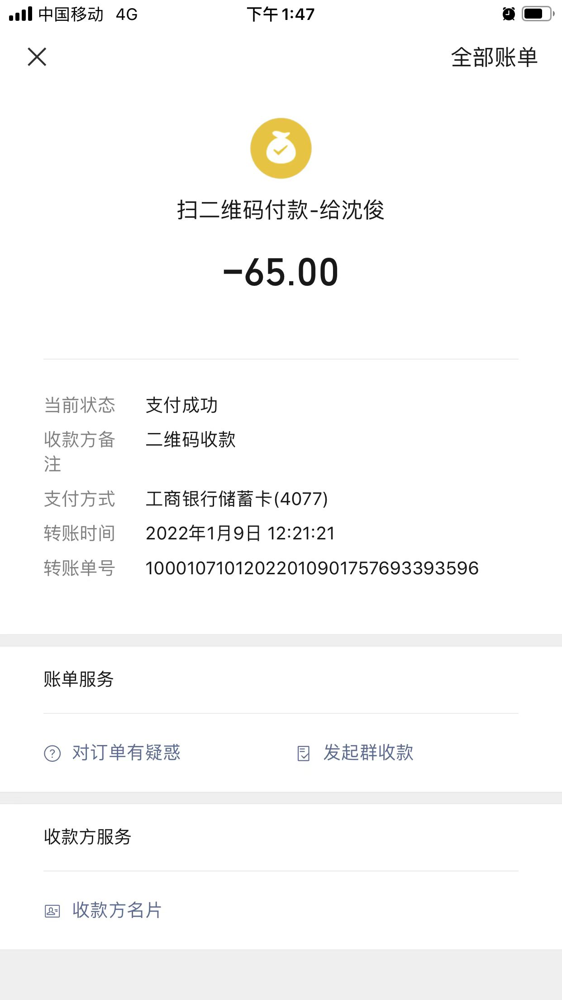 中国移动 4G 下午1:47
全部账单
扫二维码付款-给沈俊
-65.00
当前状态 支付成功
收款方备 二维码收款
注
支付方式 工商银行储蓄卡(4077)
转账时间 2022年1月9日 12:21:21
转账单号 1000107101202201090175769339​3596
账单服务
对订单有疑惑 发起群收款
收款方服务
收款方名片